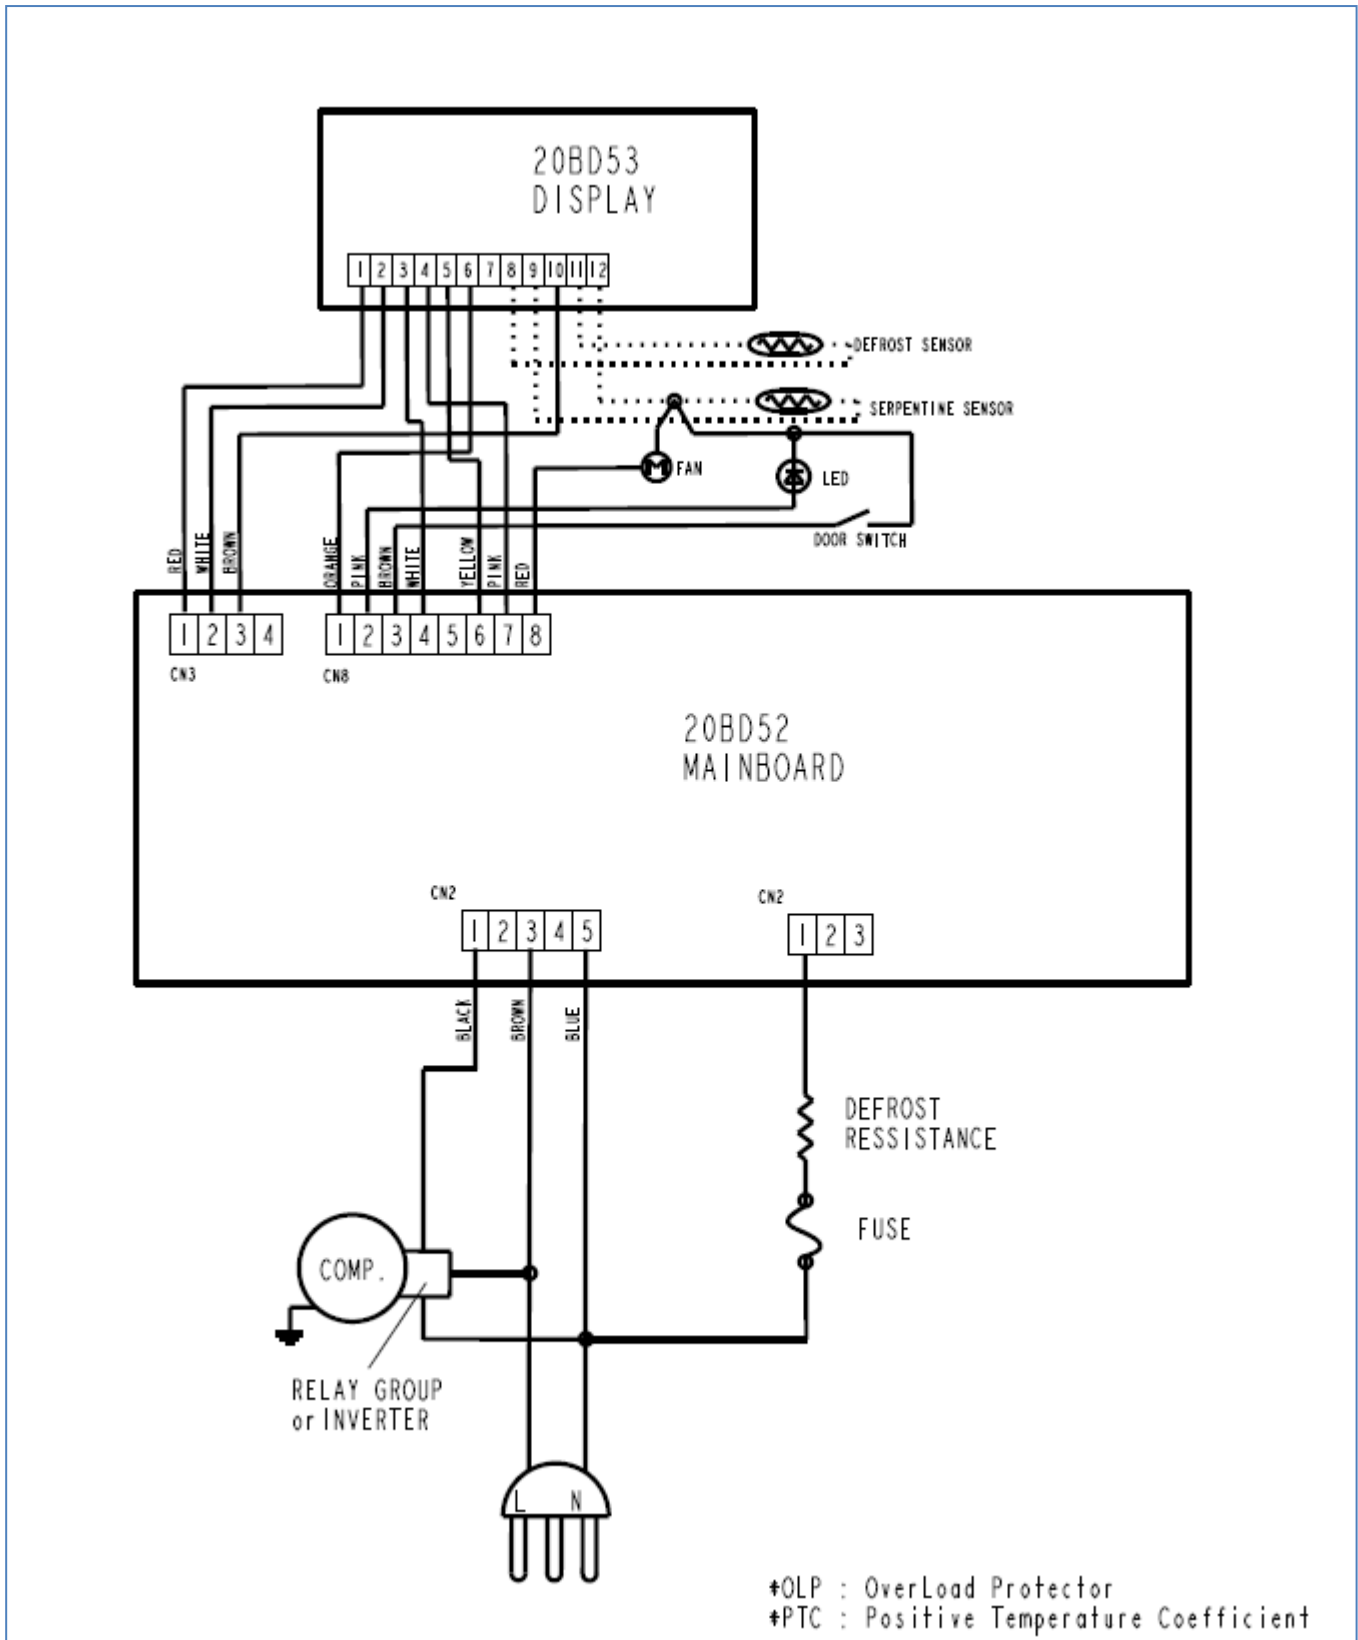 20BD53
DISPLAY
1 2 3 4 5 6 7 8 9 10 11 12
DEFROST SENSOR
SERPENTINE SENSOR
FAN
LED
DOOR SWITCH
RED
WHITE
BROWN
ORANGE
PINK
BROWN
WHITE
YELLOW
PINK
RED
1 2 3 4
1 2 3 4 5 6 7 8
CN3
CN8
20BD52
MAINBOARD
CN2
CN2
1 2 3 4 5
1 2 3
BLACK
BROWN
BLUE
DEFROST
RESSISTANCE
FUSE
COMP.
RELAY GROUP
or INVERTER
L N
*OLP : OverLoad Protector
*PTC : Positive Temperature Coefficient